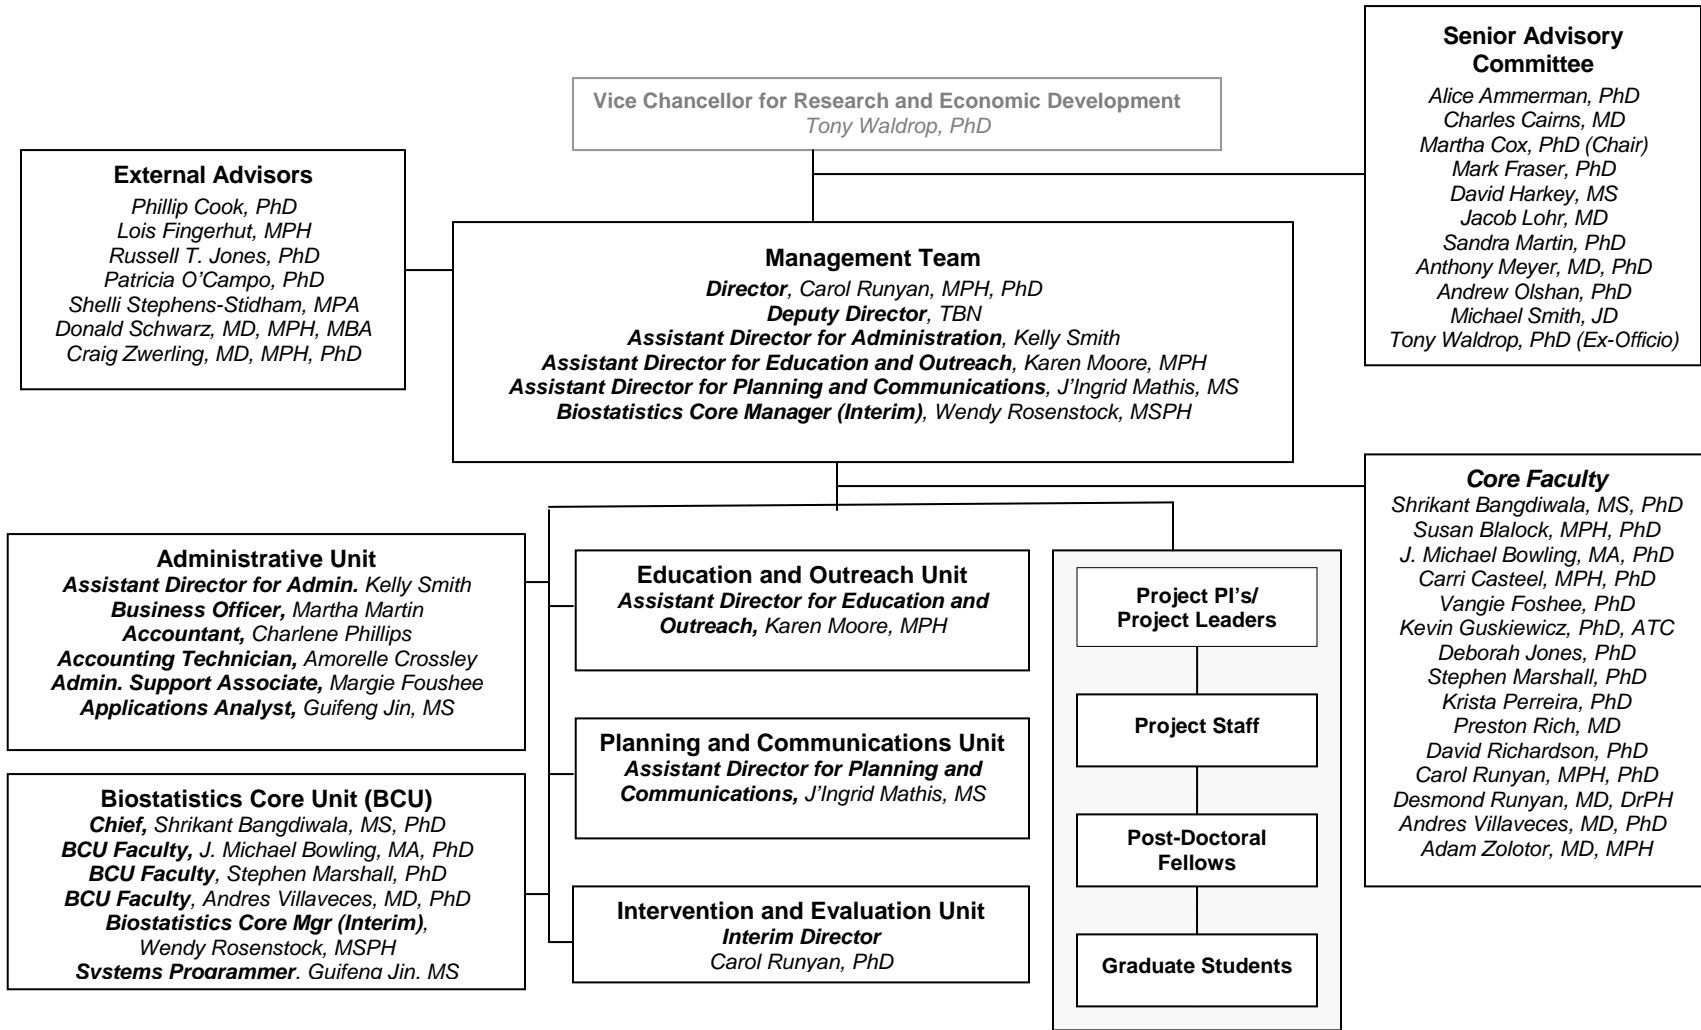 Vice Chancellor for Research and Economic Development
Tony Waldrop, PhD
Senior Advisory
Committee
Alice Ammerman, PhD
Charles Cairns, MD
Martha Cox, PhD (Chair)
Mark Fraser, PhD
David Harkey, MS
Jacob Lohr, MD
Sandra Martin, PhD
Anthony Meyer, MD, PhD
Andrew Olshan, PhD
Michael Smith, JD
Tony Waldrop, PhD (Ex-Officio)
External Advisors
Phillip Cook, PhD
Lois Fingerhut, MPH
Russell T. Jones, PhD
Patricia O'Campo, PhD
Shelli Stephens-Stidham, MPA
Donald Schwarz, MD, MPH, MBA
Craig Zwerling, MD, MPH, PhD
Management Team
Director, Carol Runyan, MPH, PhD
Deputy Director, TBN
Assistant Director for Administration, Kelly Smith
Assistant Director for Education and Outreach, Karen Moore, MPH
Assistant Director for Planning and Communications, J'Ingrid Mathis, MS
Biostatistics Core Manager (Interim), Wendy Rosenstock, MSPH
Core Faculty
Shrikant Bangdiwala, MS, PhD
Susan Blalock, MPH, PhD
J. Michael Bowling, MA, PhD
Carri Casteel, MPH, PhD
Vangie Foshee, PhD
Kevin Guskiewicz, PhD, ATC
Deborah Jones, PhD
Stephen Marshall, PhD
Krista Perreira, PhD
Preston Rich, MD
David Richardson, PhD
Carol Runyan, MPH, PhD
Desmond Runyan, MD, DrPH
Andres Villaveces, MD, PhD
Adam Zolotor, MD, MPH
Administrative Unit
Assistant Director for Admin. Kelly Smith
Business Officer, Martha Martin
Accountant, Charlene Phillips
Accounting Technician, Amorelle Crossley
Admin. Support Associate, Margie Foushee
Applications Analyst, Guifeng Jin, MS
Biostatistics Core Unit (BCU)
Chief, Shrikant Bangdiwala, MS, PhD
BCU Faculty, J. Michael Bowling, MA, PhD
BCU Faculty, Stephen Marshall, PhD
BCU Faculty, Andres Villaveces, MD, PhD
Biostatistics Core Mgr (Interim),
Wendy Rosenstock, MSPH
Systems Programmer, Guifeng Jin, MS
Education and Outreach Unit
Assistant Director for Education and
Outreach, Karen Moore, MPH
Planning and Communications Unit
Assistant Director for Planning and
Communications, J'Ingrid Mathis, MS
Intervention and Evaluation Unit
Interim Director
Carol Runyan, PhD
Project PI's/
Project Leaders
Project Staff
Post-Doctoral
Fellows
Graduate Students